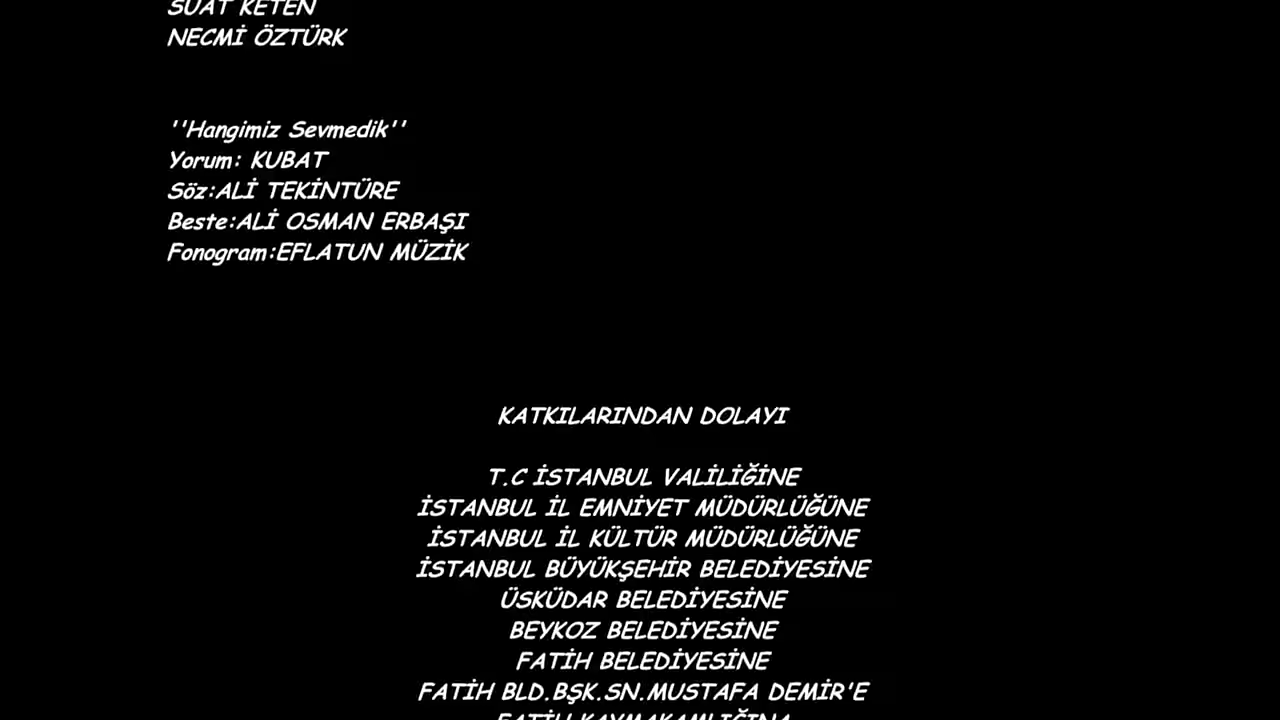 SUAT KETEN
NECMİ ÖZTÜRK
''Hangimiz Sevmedik''
Yorum: KUBAT
Söz:ALİ TEKİNTÜRE
Beste:ALİ OSMAN ERBAŞI
Fonogram:EFLATUN MÜZİK
KATKILARINDAN DOLAYI
T.C İSTANBUL VALİLİĞİNE
İSTANBUL İL EMNİYET MÜDÜRLÜĞÜNE
İSTANBUL İL KÜLTÜR MÜDÜRLÜĞÜNE
İSTANBUL BÜYÜKŞEHİR BELEDİYESİNE
ÜSKÜDAR BELEDİYESİNE
BEYKOZ BELEDİYESİNE
FATİH BELEDİYESİNE
FATİH BLD.BŞK.SN.MUSTAFA DEMİR'E
FATİH KAYMAKAMLIĞINA